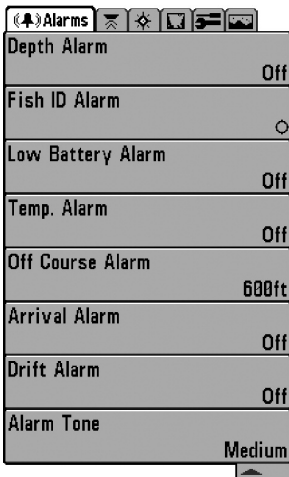 Alarms
Depth Alarm
Off
Fish ID Alarm
Low Battery Alarm
Off
Temp. Alarm
Off
Off Course Alarm
600ft
Arrival Alarm
Off
Drift Alarm
Off
Alarm Tone
Medium